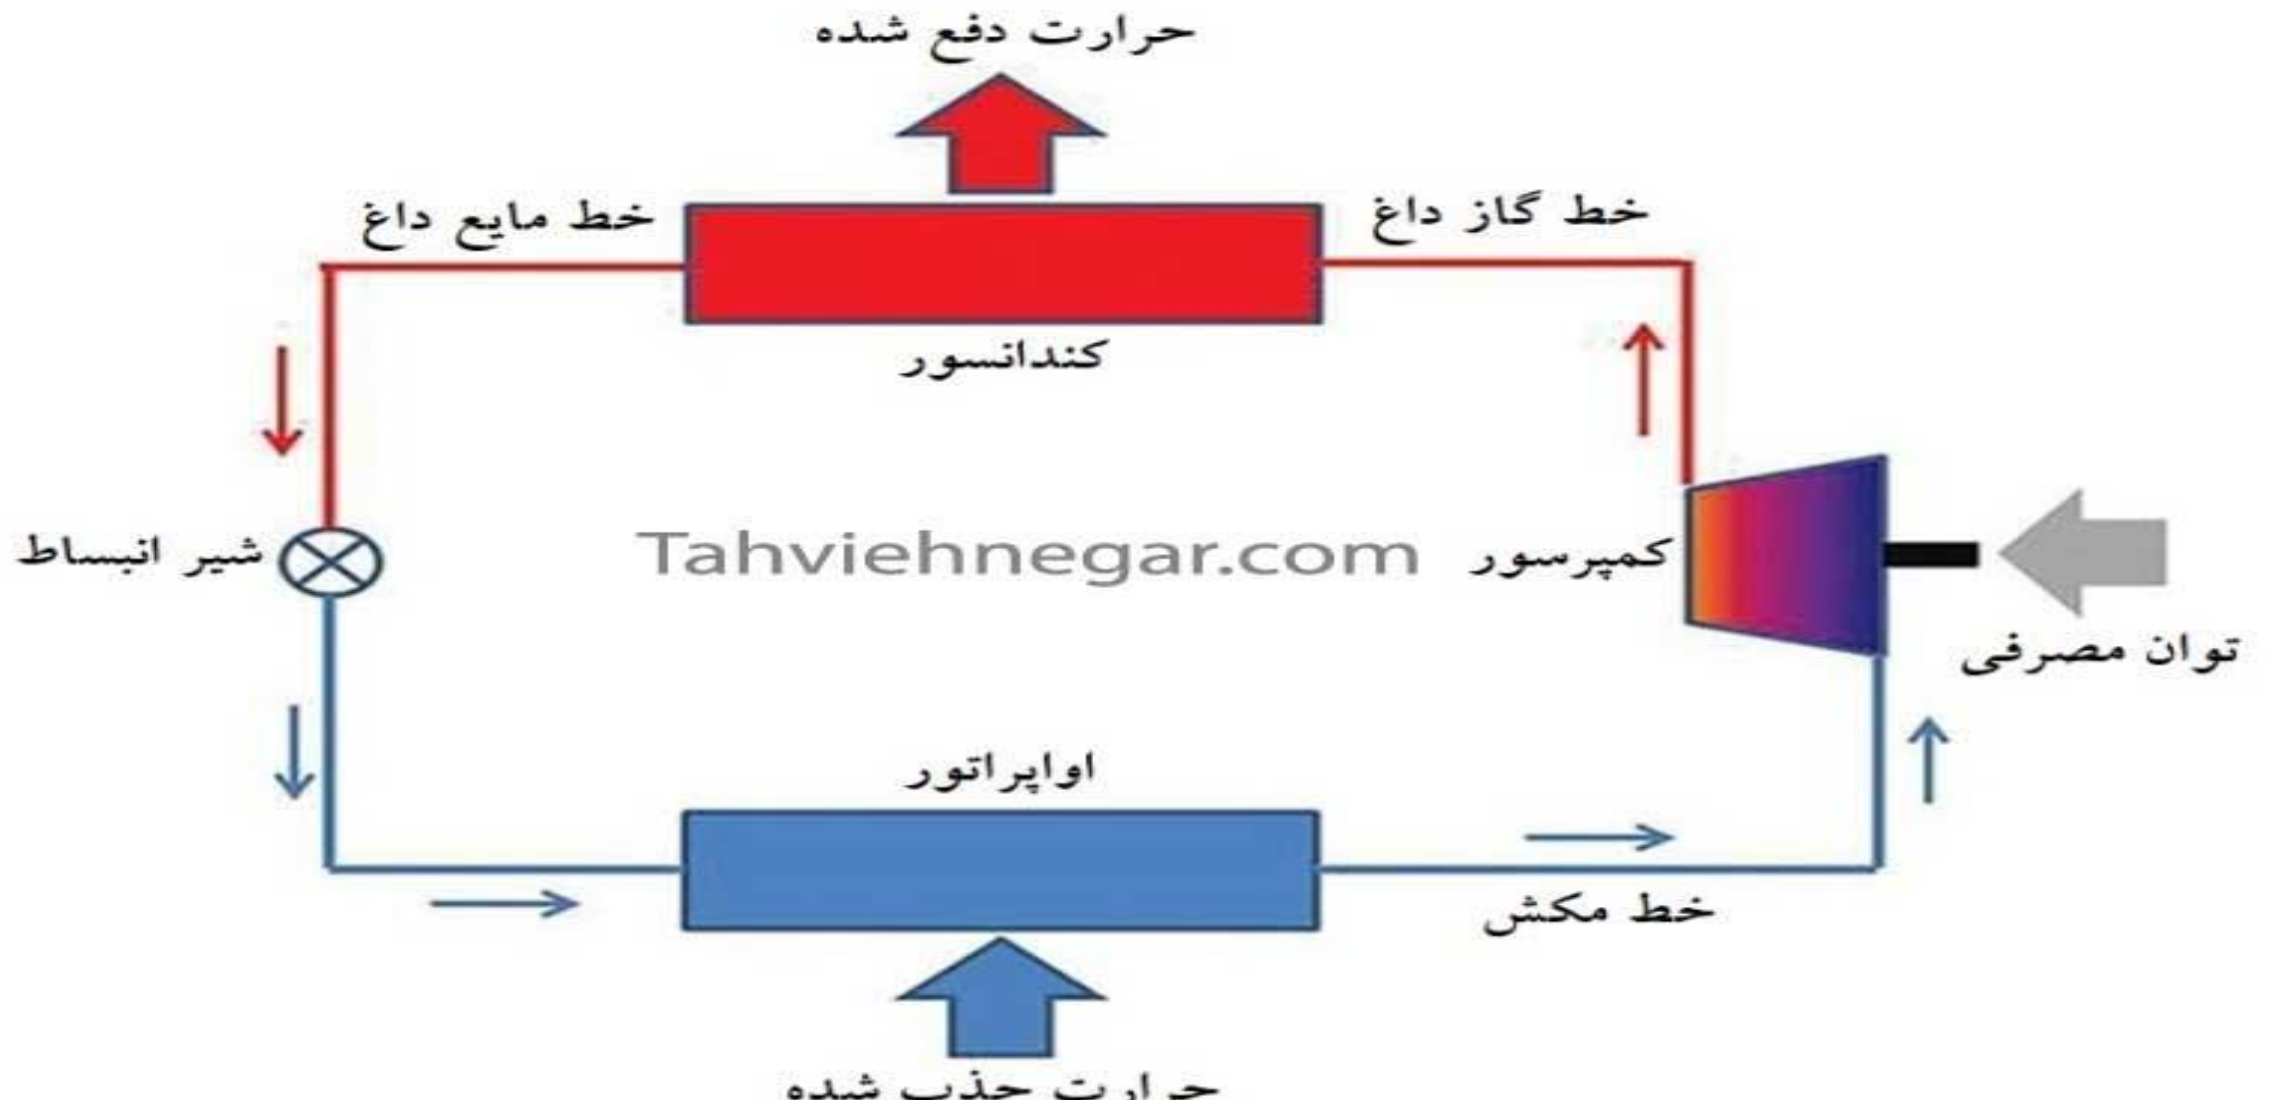 حرارت دفع شده
خط گاز داغ
خط مایع داغ
کندانسور
شیر انبساط
Tahviehnegar.com
کمپرسور
توان مصرفی
اواپراتور
خط مکش
حرارت جذب شده